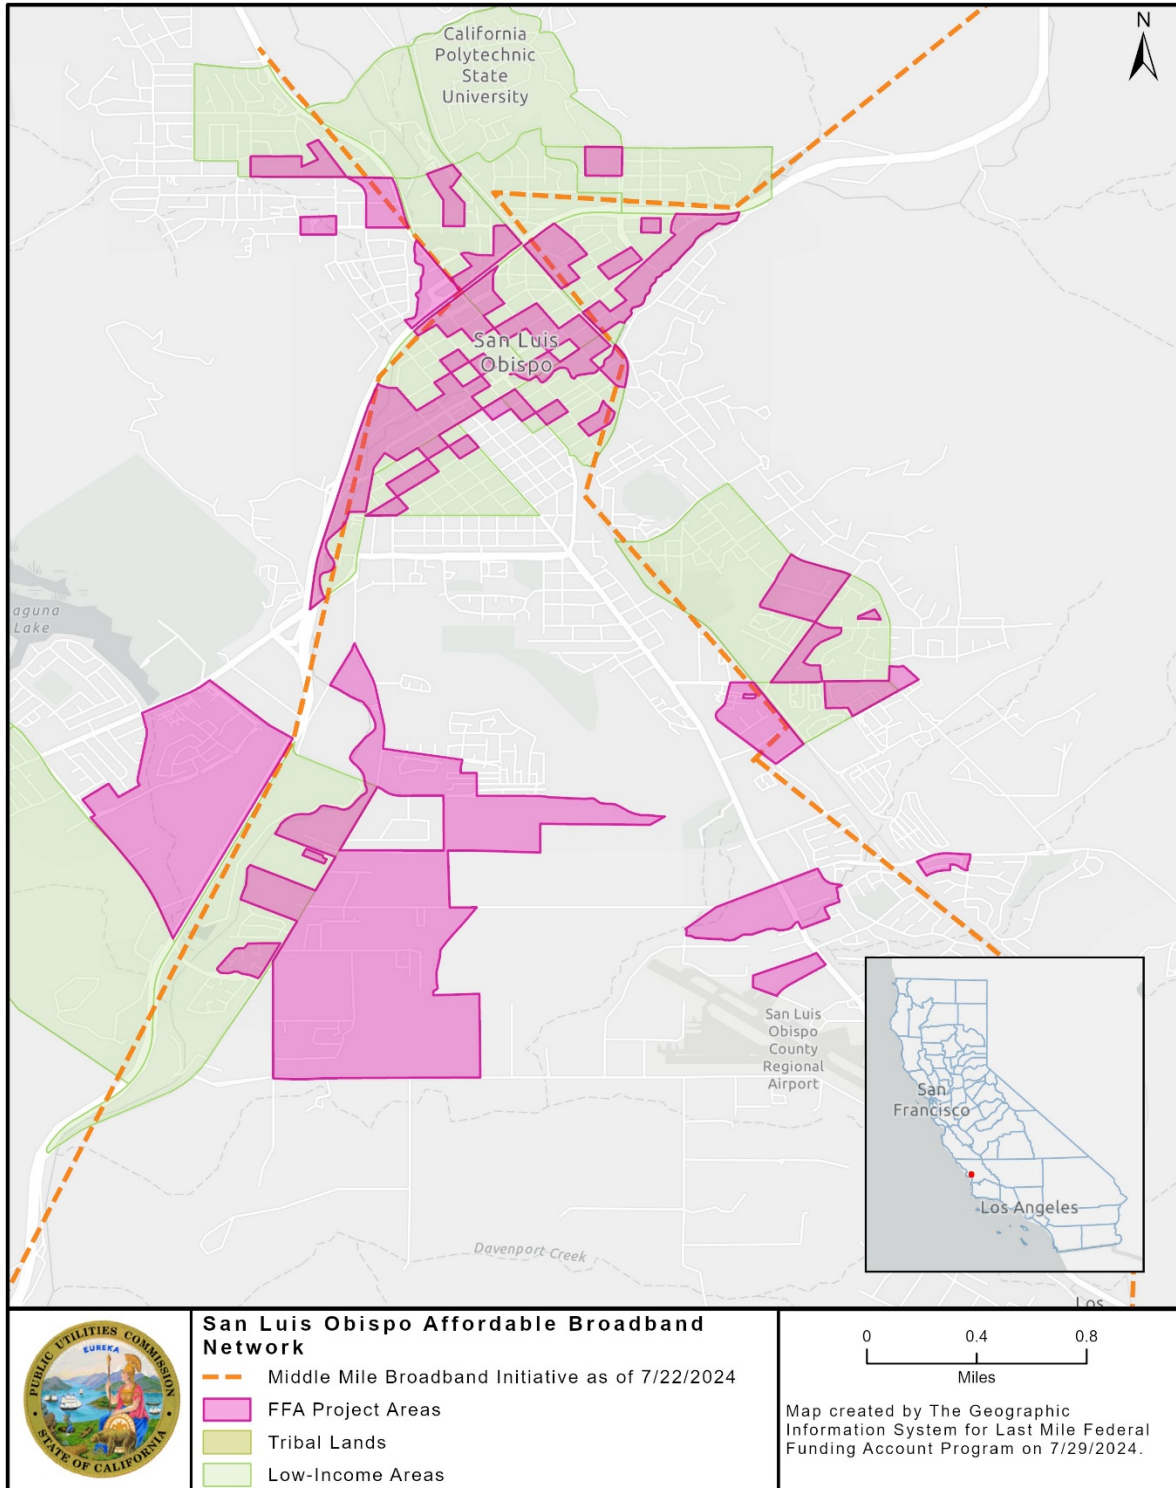 N
California
Polytechnic
State
University
San Luis
Obispo
aguna
Lake
San Luis
Obispo
County
Regional
Airport
Davenport Creek
San
Francisco
Los Angeles
Los
PUBLIC UTILITIES COMMISSION
EUREKA
STATE OF CALIFORNIA
San Luis Obispo Affordable Broadband
Network
Middle Mile Broadband Initiative as of 7/22/2024
FFA Project Areas
Tribal Lands
Low-Income Areas
0 0.4 0.8
Miles
Map created by The Geographic
Information System for Last Mile Federal
Funding Account Program on 7/29/2024.